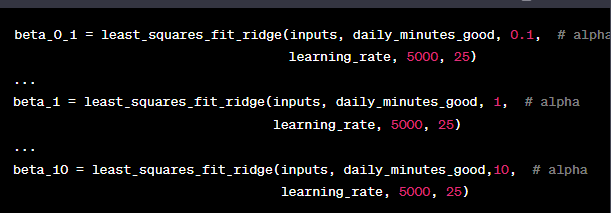 beta_0_1 = least_squares_fit_ridge(inputs, daily_minutes_good, 0.1,  # alpha
learning_rate, 5000, 25)
...
beta_1 = least_squares_fit_ridge(inputs, daily_minutes_good, 1,  # alpha
learning_rate, 5000, 25)
...
beta_10 = least_squares_fit_ridge(inputs, daily_minutes_good,10,  # alpha
learning_rate, 5000, 25)